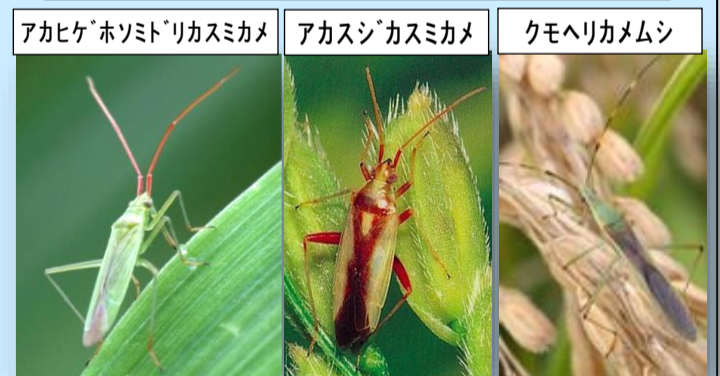 ｱｶﾋｹﾞﾎｿﾐﾄﾞﾘｶｽﾐｶﾒ
ｱｶｽｼﾞｶｽﾐｶﾒ
ｸﾓﾍﾘｶﾒﾑｼ